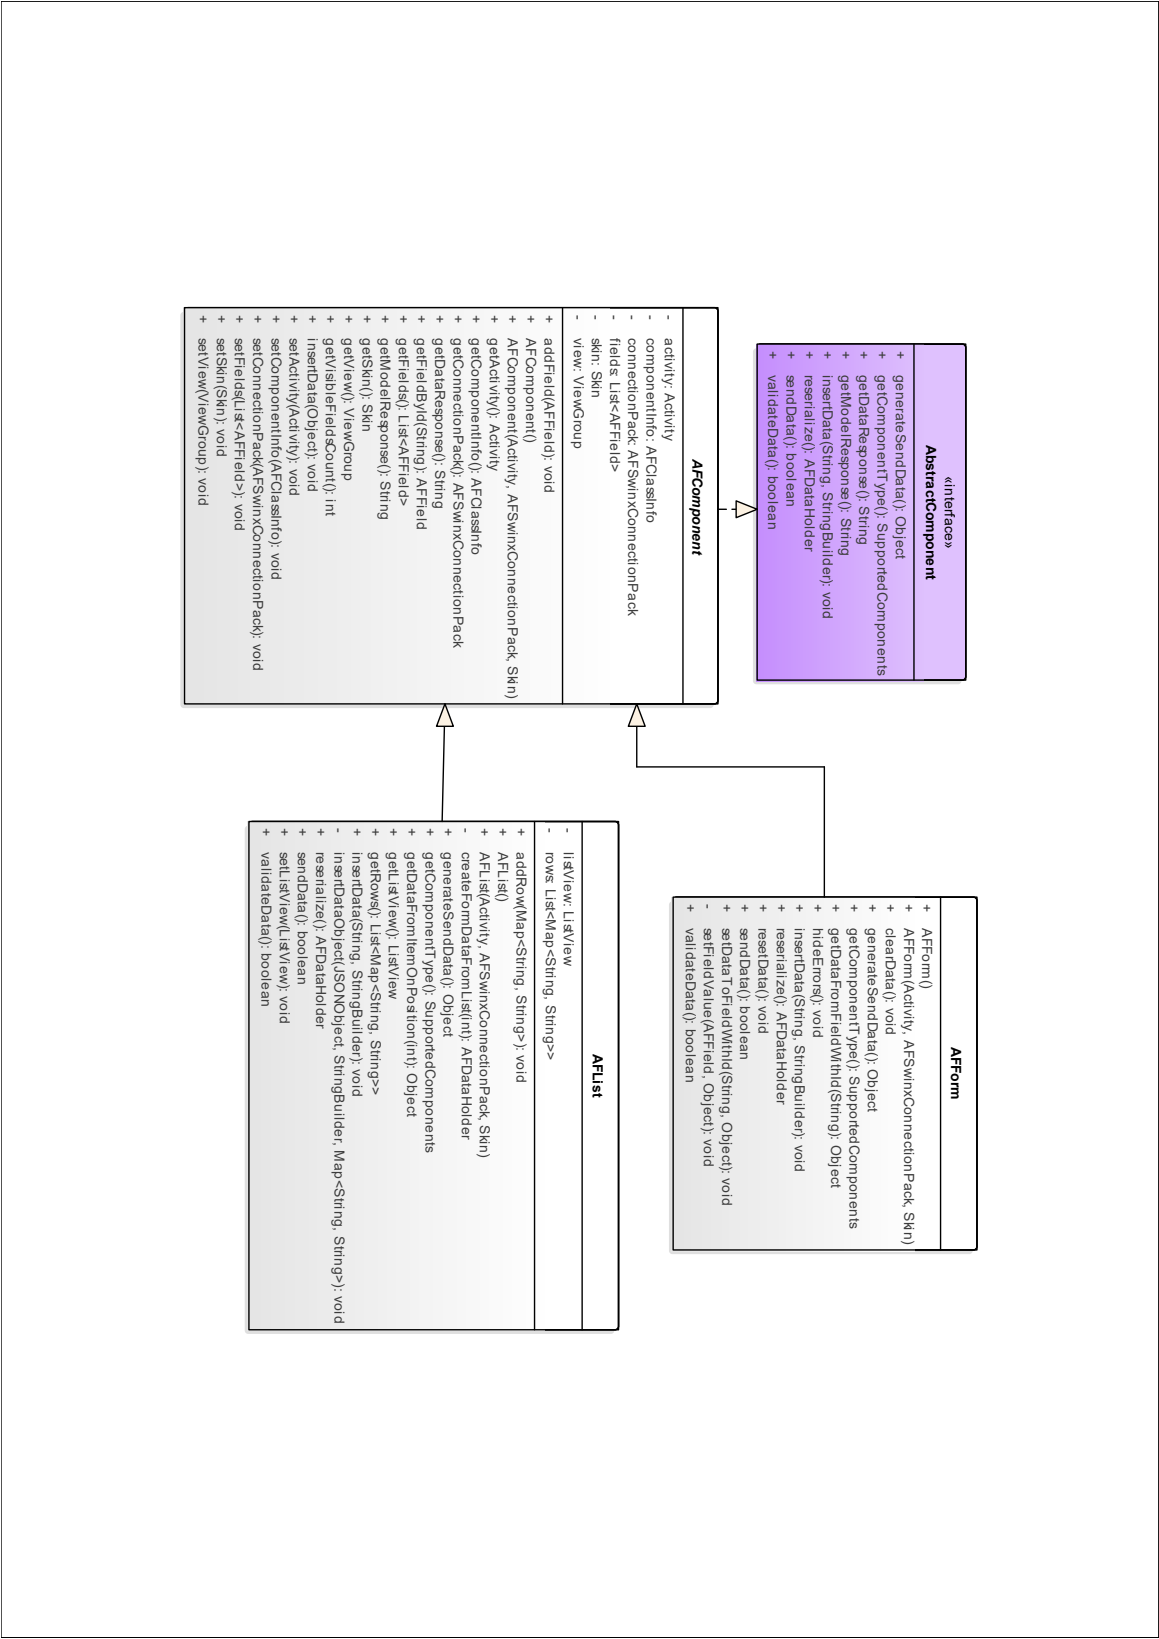 «interface»
AbstractComponent
+ generateSendData(): Object
+ getComponentType(): SupportedComponents
+ getDataResponse(): String
+ getModelResponse(): String
+ insertData(String, StringBuilder): void
+ reserialize(): AFDataHolder
+ sendData(): boolean
+ validateData(): boolean
AFComponent
- activity: Activity
- componentInfo: AFClassInfo
- connectionPack: AFSwinxConnectionPack
- fields: List<AFField>
- skin: Skin
- view: ViewGroup
+ addField(AFField): void
+ AFComponent()
+ AFComponent(Activity, AFSwinxConnectionPack, Skin)
+ getActivity(): Activity
+ getComponentInfo(): AFClassInfo
+ getConnectionPack(): AFSwinxConnectionPack
+ getDataResponse(): String
+ getFieldById(String): AFField
+ getFields(): List<AFField>
+ getModelResponse(): String
+ getSkin(): Skin
+ getView(): ViewGroup
+ getVisibleFieldsCount(): int
+ insertData(Object): void
+ setActivity(Activity): void
+ setComponentInfo(AFClassInfo): void
+ setConnectionPack(AFSwinxConnectionPack): void
+ setFields(List<AFField>): void
+ setSkin(Skin): void
+ setView(ViewGroup): void
AFForm
+ AFForm()
+ AFForm(Activity, AFSwinxConnectionPack, Skin)
+ clearData(): void
+ generateSendData(): Object
+ getComponentType(): SupportedComponents
+ getDataFromFieldWithId(String): Object
+ hideErrors(): void
+ insertData(String, StringBuilder): void
+ reserialize(): AFDataHolder
+ resetData(): void
+ sendData(): boolean
+ setDataToFieldWithId(String, Object): void
- setFieldValue(AFField, Object): void
+ validateData(): boolean
AFList
- listView: ListView
- rows: List<Map<String, String>>
+ addRow(Map<String, String>): void
+ AFList()
+ AFList(Activity, AFSwinxConnectionPack, Skin)
- createFormDataFromList(int): AFDataHolder
+ generateSendData(): Object
+ getComponentType(): SupportedComponents
+ getDataFromItemOnPosition(int): Object
+ getListView(): ListView
+ getRows(): List<Map<String, String>>
+ insertData(String, StringBuilder): void
- insertDataObject(JSONObject, StringBuilder, Map<String, String>): void
+ reserialize(): AFDataHolder
+ sendData(): boolean
+ setListView(ListView): void
+ validateData(): boolean